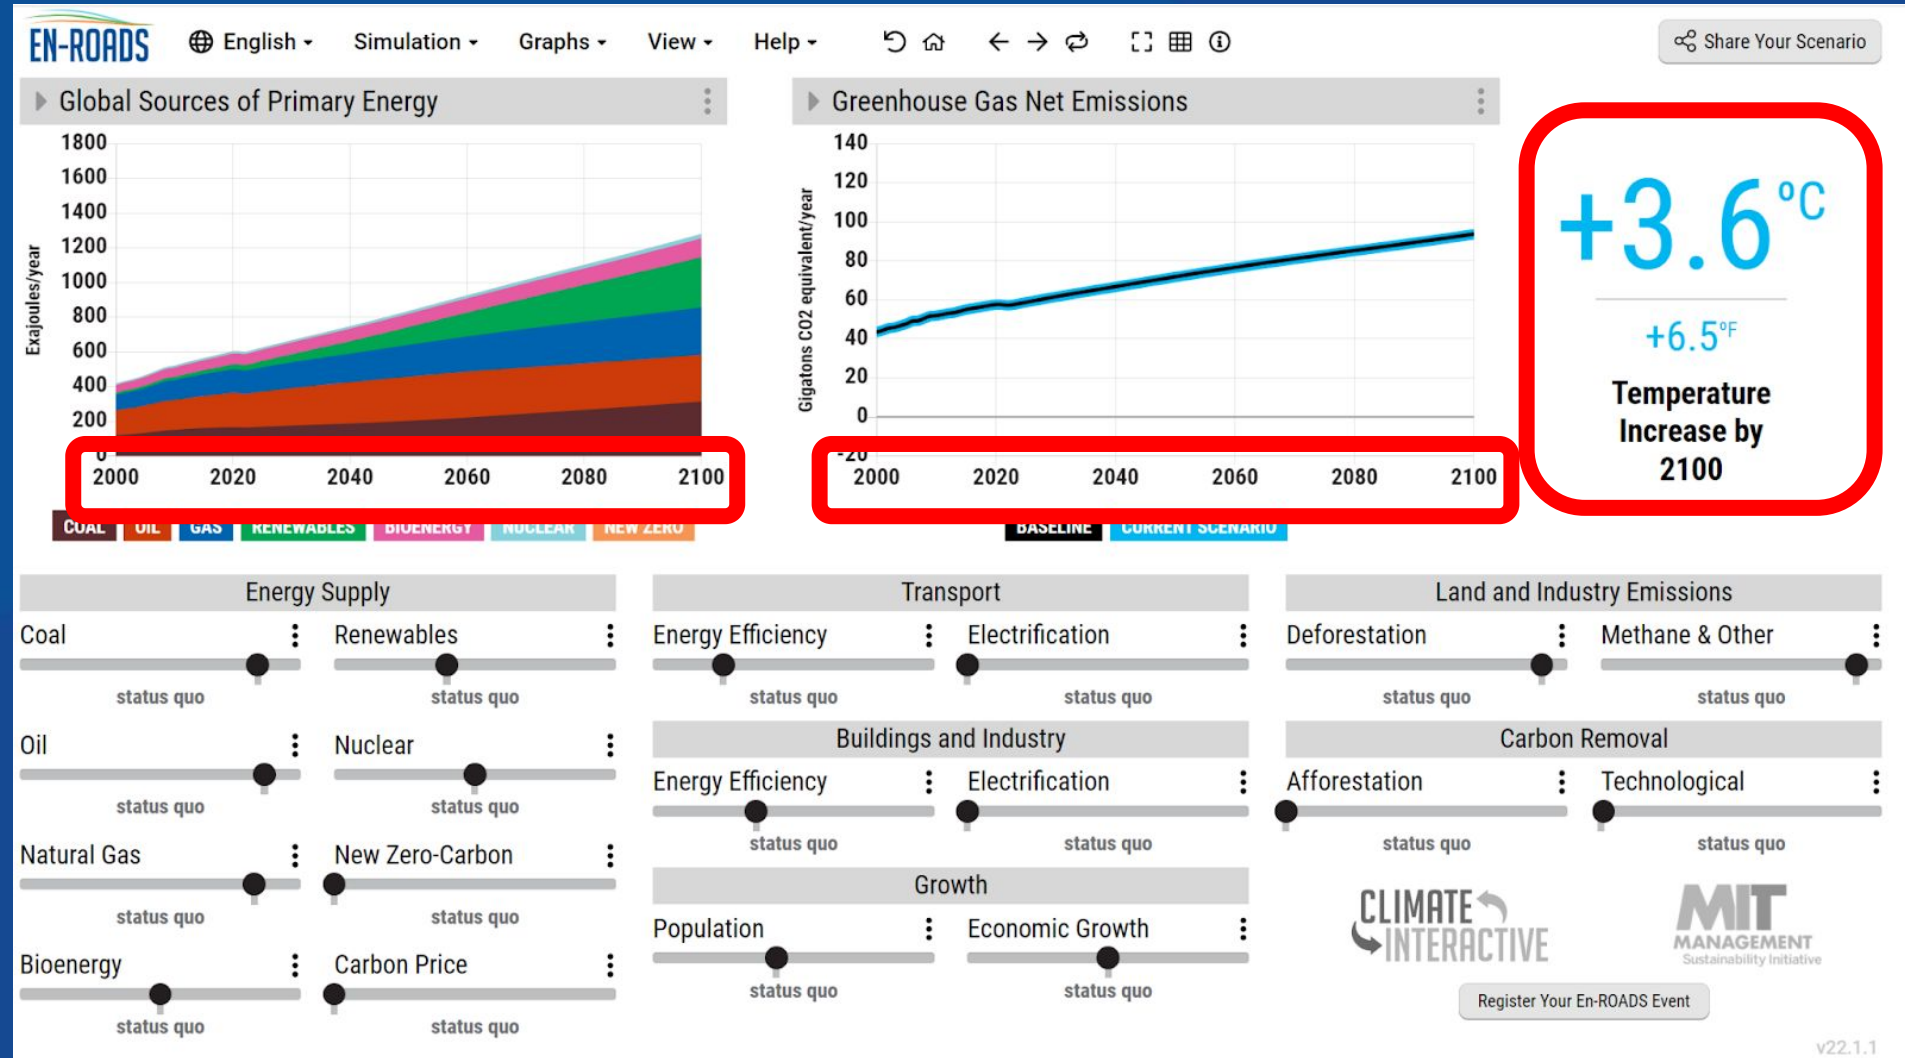 EN-ROADS
English
Simulation
Graphs
View
Help
Share Your Scenario
Global Sources of Primary Energy
Exajoules/year
1800
1600
1400
1200
1000
800
600
400
200
0
2000 2020 2040 2060 2080 2100
COAL OIL GAS RENEWABLES BIOENERGY NUCLEAR NEW ZERO
Greenhouse Gas Net Emissions
Gigatons CO2 equivalent/year
140
120
100
80
60
40
20
0
-20
2000 2020 2040 2060 2080 2100
BASELINE CURRENT SCENARIO
+3.6°C
+6.5°F
Temperature
Increase by
2100
Energy Supply
Coal
status quo
Renewables
status quo
Oil
status quo
Nuclear
status quo
Natural Gas
status quo
New Zero-Carbon
status quo
Bioenergy
status quo
Carbon Price
status quo
Transport
Energy Efficiency
status quo
Electrification
status quo
Buildings and Industry
Energy Efficiency
status quo
Electrification
status quo
Growth
Population
status quo
Economic Growth
status quo
Land and Industry Emissions
Deforestation
status quo
Methane & Other
status quo
Carbon Removal
Afforestation
status quo
Technological
status quo
CLIMATE
INTERACTIVE
MIT
MANAGEMENT
Sustainability Initiative
Register Your En-ROADS Event
v22.1.1